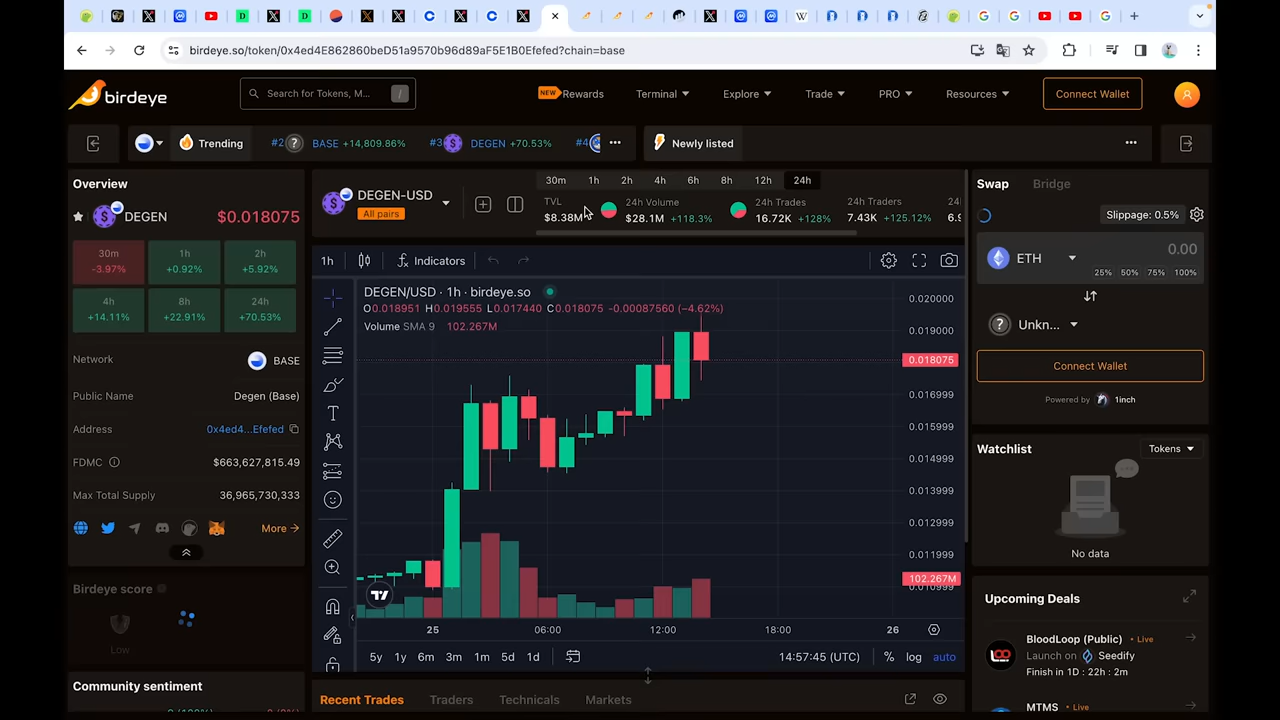 birdeye.so/token/0x4ed4E862860beD51a9570b96d89aF5E1B0Efefed?chain=base
birdeye
Search for Tokens, M...
/
NEW Rewards
Terminal
Explore
Trade
PRO
Resources
Connect Wallet
Trending
#2 ? BASE +14,809.86%
#3 DEGEN +70.53%
#4
Newly listed
Overview
DEGEN
$0.018075
30m
-3.97%
1h
+0.92%
2h
+5.92%
4h
+14.11%
8h
+22.91%
24h
+70.53%
Network
BASE
Public Name
Degen (Base)
Address
0x4ed4...Efefed
FDMC
$663,627,815.49
Max Total Supply
36,965,730,333
More
Birdeye score
Low
Community sentiment
DEGEN-USD
All pairs
30m 1h 2h 4h 6h 8h 12h 24h
TVL
$8.38M
24h Volume
$28.1M +118.3%
24h Trades
16.72K +128%
24h Traders
7.43K +125.12%
24
6.9
1h
Indicators
DEGEN/USD · 1h · birdeye.so
O0.018951 H0.019555 L0.017440 C0.018075 -0.00087560 (−4.62%)
Volume SMA 9 102.267M
0.020000
0.019000
0.018075
0.016999
0.015999
0.014999
0.013999
0.012999
0.011999
102.267M
0.010999
25
06:00
12:00
18:00
26
5y 1y 6m 3m 1m 5d 1d
14:57:45 (UTC)
% log auto
Recent Trades
Traders
Technicals
Markets
Swap
Bridge
Slippage: 0.5%
ETH
0.00
25% 50% 75% 100%
? Unkn...
Connect Wallet
Powered by 1inch
Watchlist
Tokens
No data
Upcoming Deals
BloodLoop (Public) • Live
Launch on Seedify
Finish in 1D : 22h : 2m
MTMS • Live